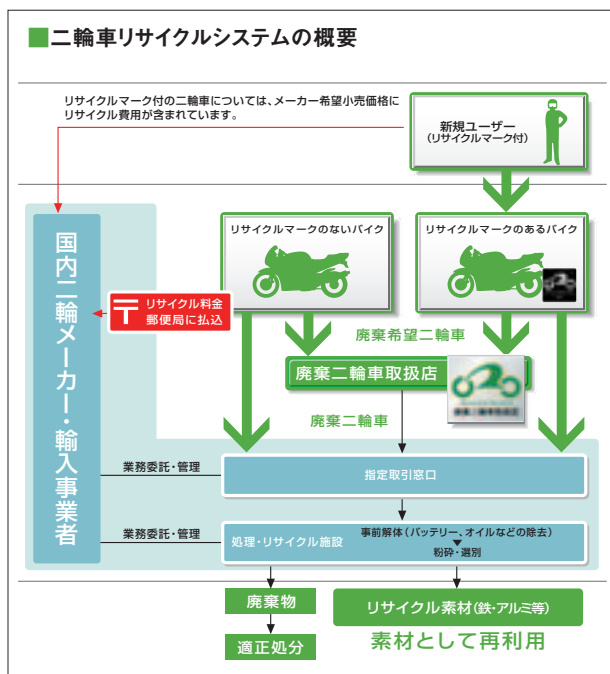 ■二輪車リサイクルシステムの概要
リサイクルマーク付の二輪車については、メーカー希望小売価格に
リサイクル費用が含まれています。
新規ユーザー
(リサイクルマーク付)
国内二輪メーカー・輸入事業者
リサイクルマークのないバイク
リサイクルマークのあるバイク
〒 リサイクル料金
郵便局に払込
廃棄希望二輪車
廃棄二輪車取扱店
廃棄二輪車
業務委託・管理
指定取引窓口
業務委託・管理
処理・リサイクル施設
事前解体(バッテリー、オイルなどの除去)
▼
粉砕・選別
廃棄物
リサイクル素材(鉄・アルミ等)
適正処分
素材として再利用